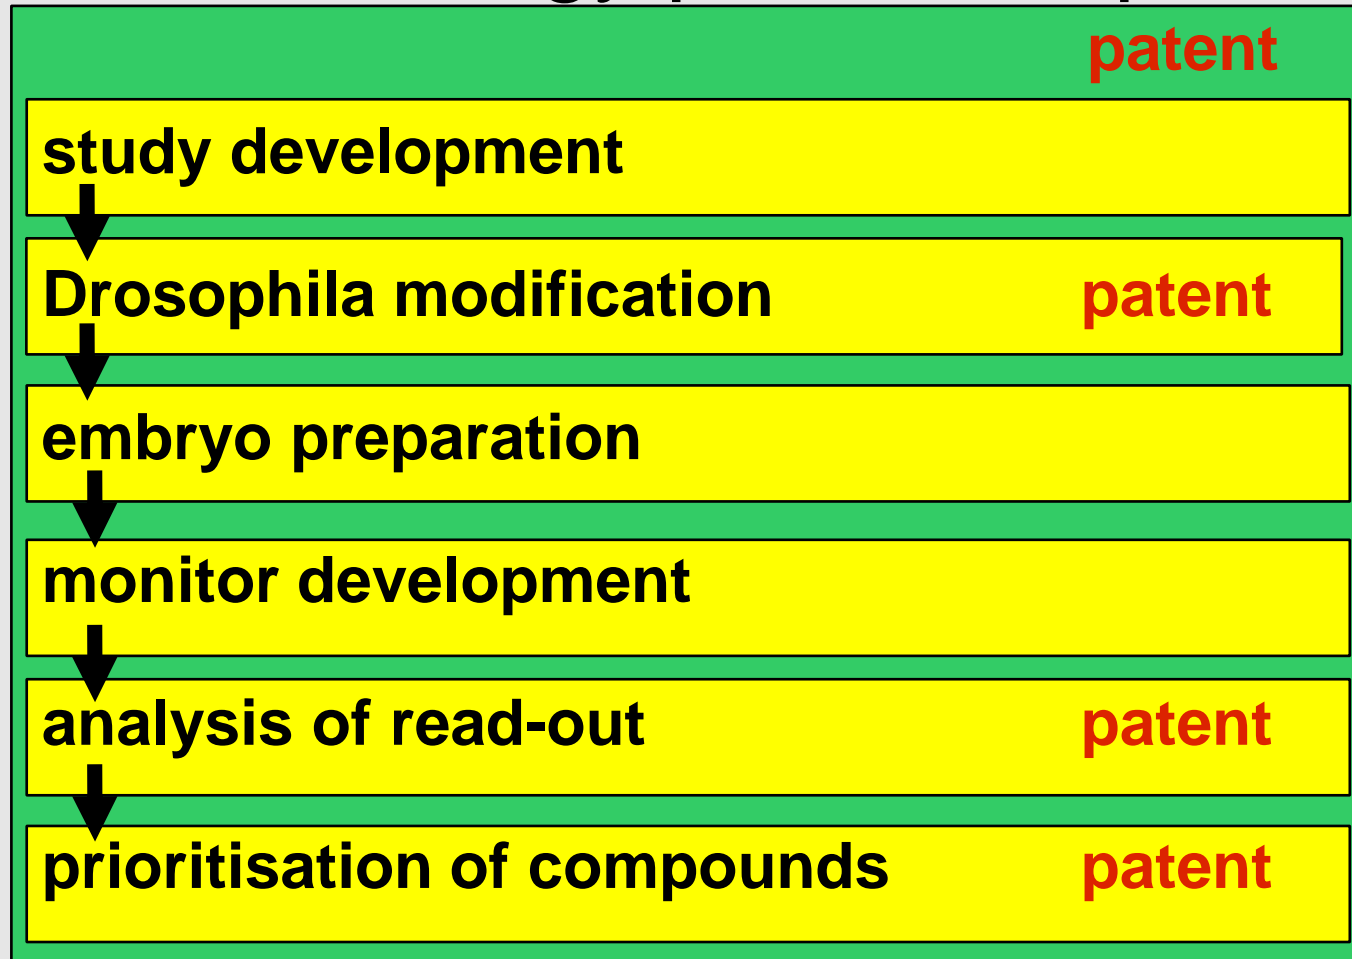 patent
study development
Drosophila modification patent
embryo preparation
monitor development
analysis of read-out patent
prioritisation of compounds patent